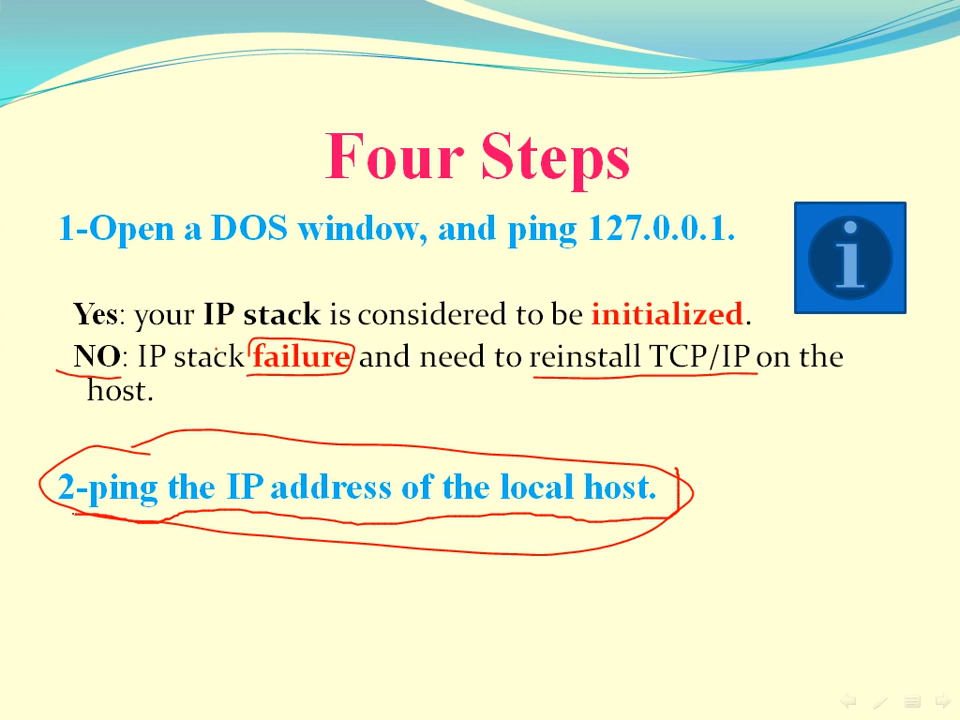 Four Steps
1-Open a DOS window, and ping 127.0.0.1.
i
Yes: your IP stack is considered to be initialized.
NO: IP stack failure and need to reinstall TCP/IP on the
host.
2-ping the IP address of the local host.